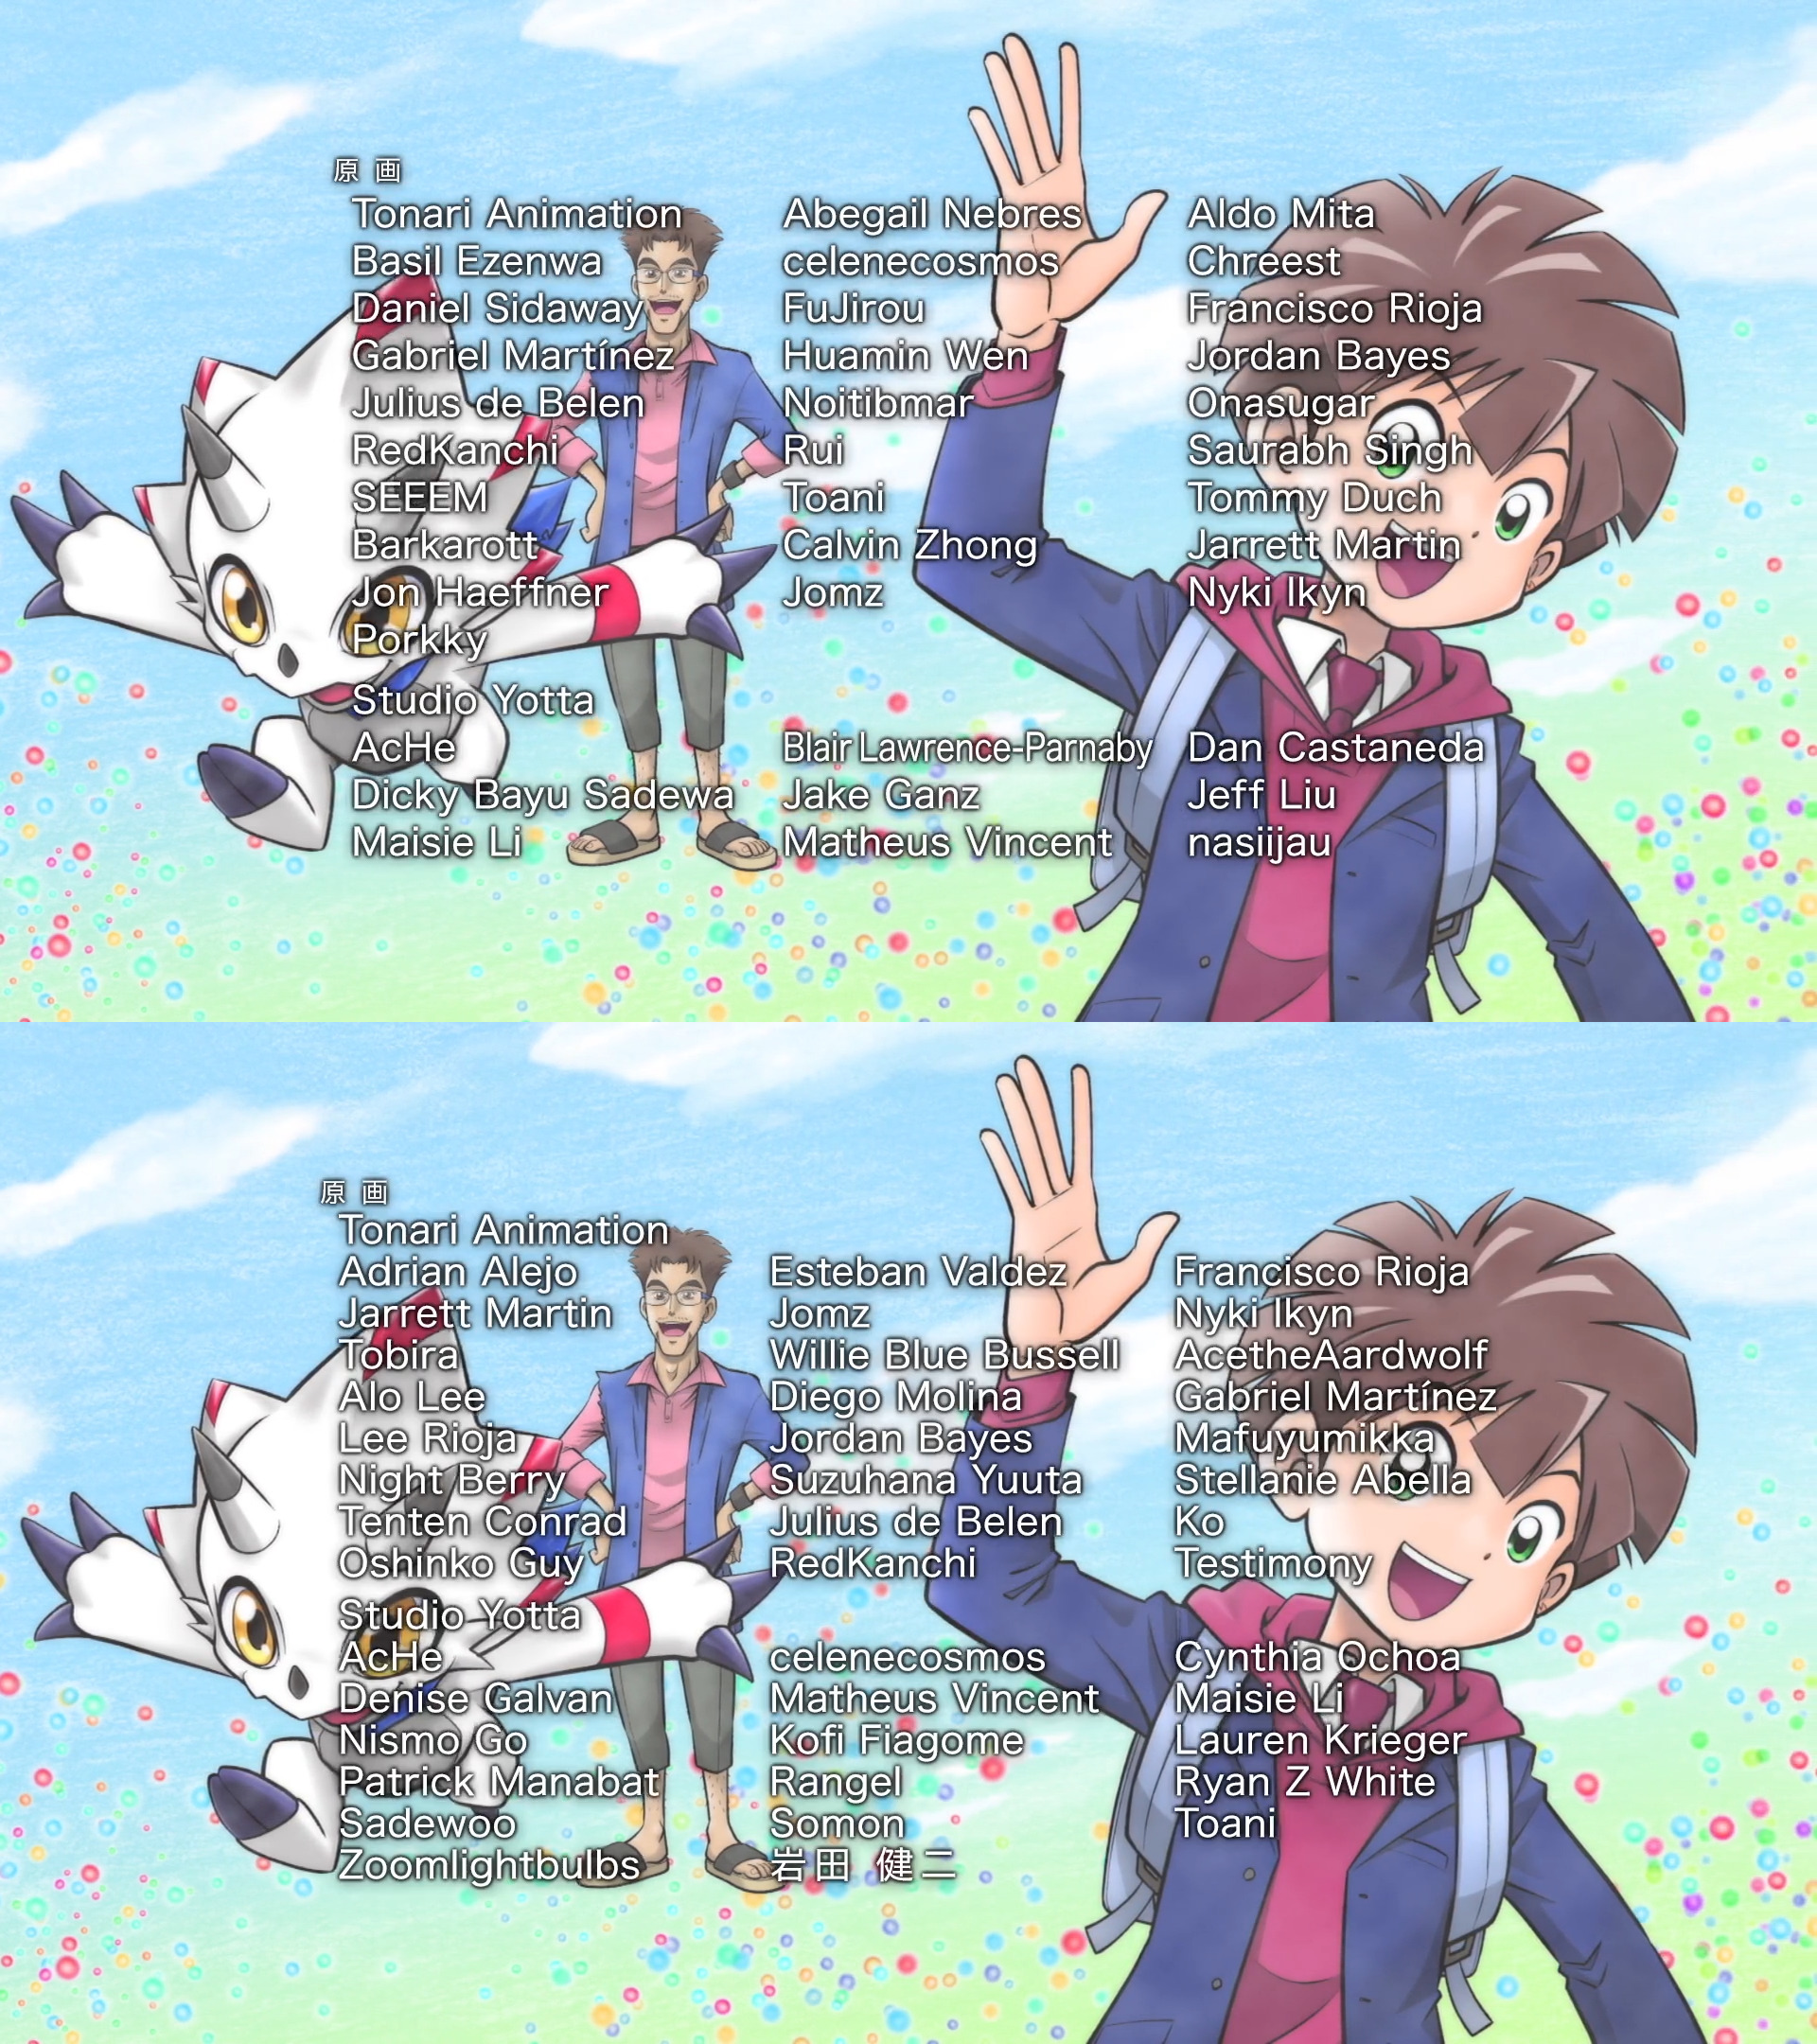 原画
Tonari Animation Abegail Nebres Aldo Mita
Basil Ezenwa celenecosmos Chreest
Daniel Sidaway FuJirou Francisco Rioja
Gabriel Martínez Huamin Wen Jordan Bayes
Julius de Belen Noitibmar Onasugar
RedKanchi Rui Saurabh Singh
SEEEM Toani Tommy Duch
Barkarott Calvin Zhong Jarrett Martin
Jon Haeffner Jomz Nyki Ikyn
Porkky
Studio Yotta
AcHe Blair Lawrence-Parnaby Dan Castaneda
Dicky Bayu Sadewa Jake Ganz Jeff Liu
Maisie Li Matheus Vincent nasiijau
原画
Tonari Animation
Adrian Alejo Esteban Valdez Francisco Rioja
Jarrett Martin Jomz Nyki Ikyn
Tobira Willie Blue Bussell AcetheAardwolf
Alo Lee Diego Molina Gabriel Martínez
Lee Rioja Jordan Bayes Mafuyumikka
Night Berry Suzuhana Yuuta Stellanie Abella
Tenten Conrad Julius de Belen Ko
Oshinko Guy RedKanchi Testimony
Studio Yotta
AcHe celenecosmos Cynthia Ochoa
Denise Galvan Matheus Vincent Maisie Li
Nismo Go Kofi Fiagome Lauren Krieger
Patrick Manabat Rangel Ryan Z White
Sadewoo Somon Toani
Zoomlightbulbs 岩田 健二